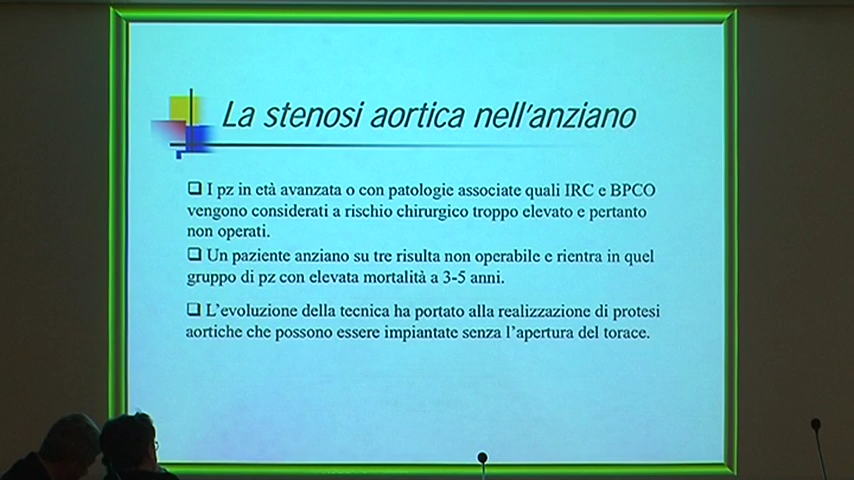 La stenosi aortica nell'anziano
❑ I pz in età avanzata o con patologie associate quali IRC e BPCO
vengono considerati a rischio chirurgico troppo elevato e pertanto
non operati.
❑ Un paziente anziano su tre risulta non operabile e rientra in quel
gruppo di pz con elevata mortalità a 3-5 anni.
❑ L'evoluzione della tecnica ha portato alla realizzazione di protesi
aortiche che possono essere impiantate senza l'apertura del torace.